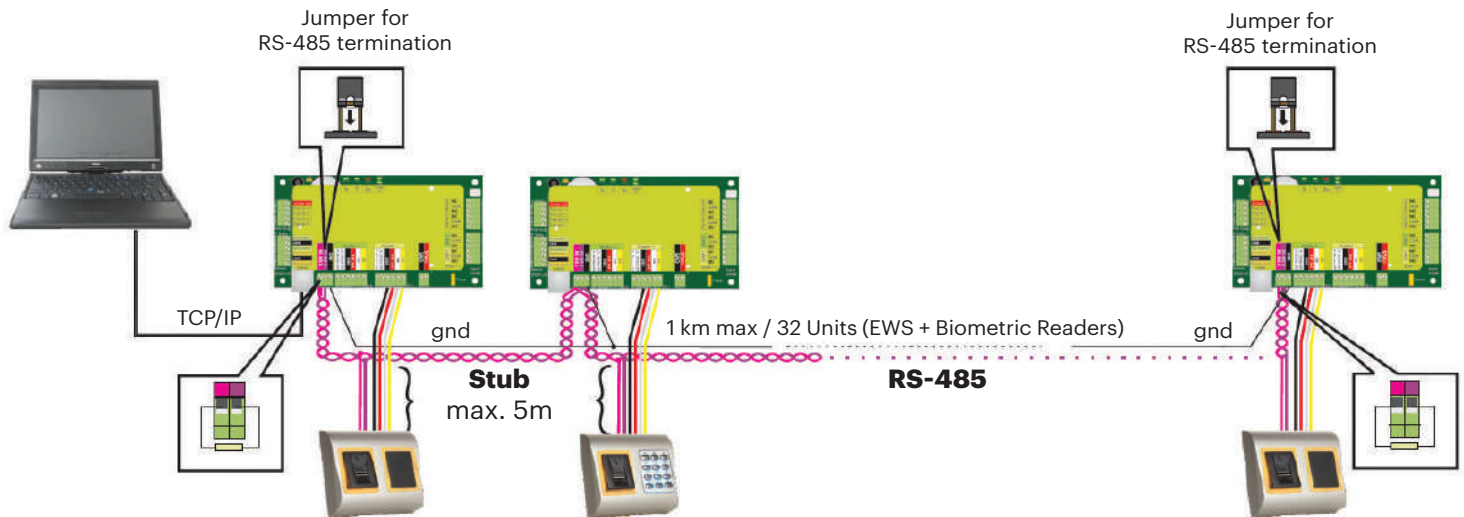 Jumper for
RS-485 termination
Jumper for
RS-485 termination
TCP/IP
gnd
1 km max / 32 Units (EWS + Biometric Readers)
gnd
Stub
max. 5m
RS-485